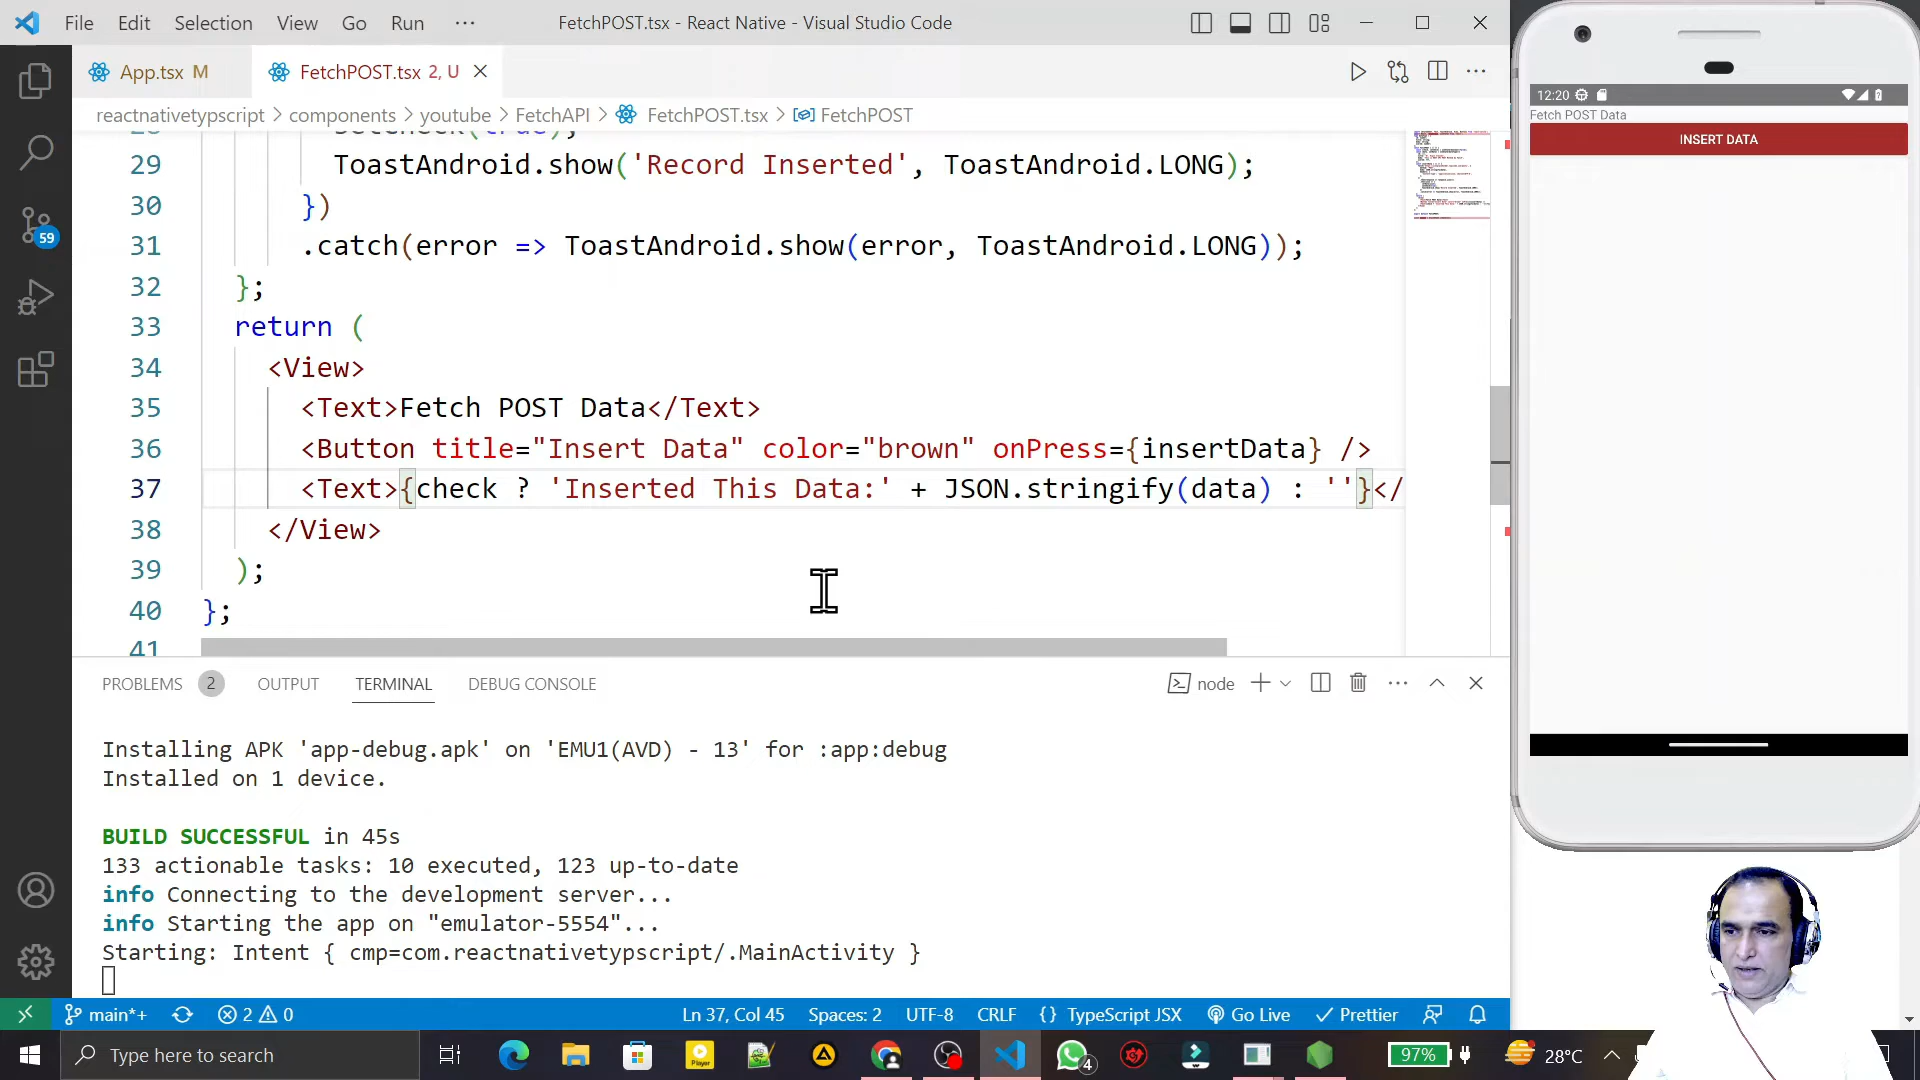 File Edit Selection View Go Run ···
FetchPOST.tsx - React Native - Visual Studio Code
App.tsx M
FetchPOST.tsx 2, U
reactnativetypscript > components > youtube > FetchAPI > FetchPOST.tsx > FetchPOST
29 ToastAndroid.show('Record Inserted', ToastAndroid.LONG);
30 })
31 .catch(error => ToastAndroid.show(error, ToastAndroid.LONG));
32 };
33 return (
34 <View>
35 <Text>Fetch POST Data</Text>
36 <Button title="Insert Data" color="brown" onPress={insertData} />
37 <Text>{check ? 'Inserted This Data:' + JSON.stringify(data) : ''}</
38 </View>
39 );
40 };
41
PROBLEMS 2 OUTPUT TERMINAL DEBUG CONSOLE
node
Installing APK 'app-debug.apk' on 'EMU1(AVD) - 13' for :app:debug
Installed on 1 device.
BUILD SUCCESSFUL in 45s
133 actionable tasks: 10 executed, 123 up-to-date
info Connecting to the development server...
info Starting the app on "emulator-5554"...
Starting: Intent { cmp=com.reactnativetypscript/.MainActivity }
59
main*+ 2 0 Ln 37, Col 45 Spaces: 2 UTF-8 CRLF {} TypeScript JSX Go Live Prettier
Type here to search
Player
4
97%
28°C
12:20
Fetch POST Data
INSERT DATA